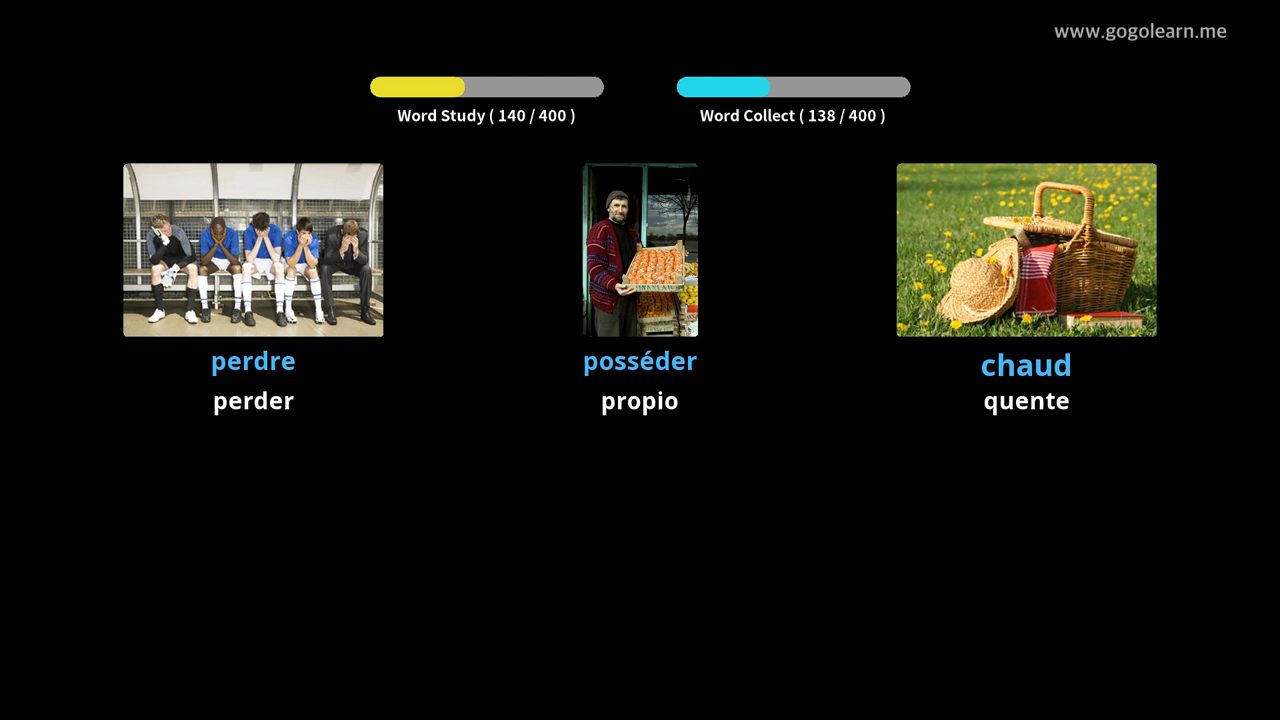 www.gogolearn.me
Word Study ( 140 / 400 )
Word Collect ( 138 / 400 )
perdre
perder
posséder
propio
chaud
quente